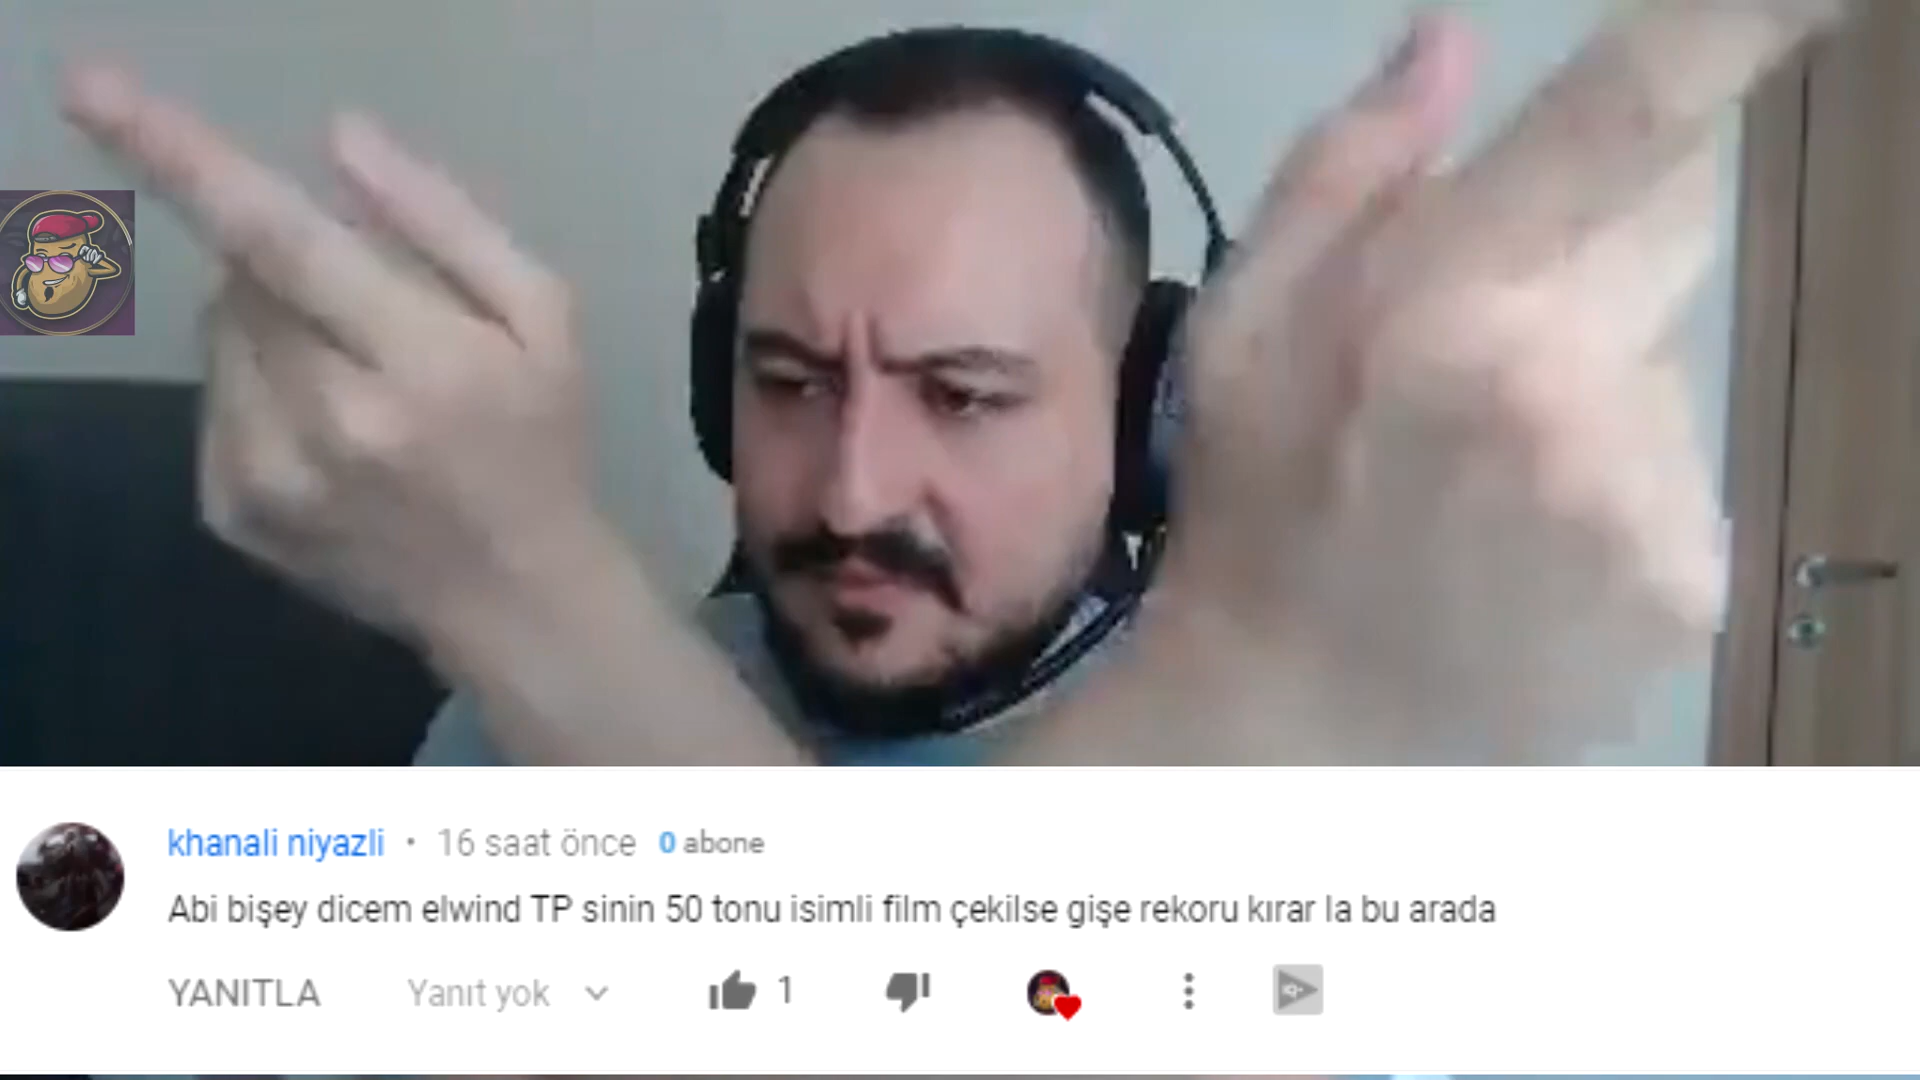 khanali niyazli • 16 saat önce 0 abone
Abi bişey dicem elwind TP sinin 50 tonu isimli film çekilse gişe rekoru kırar la bu arada
YANITLA Yanıt yok 1